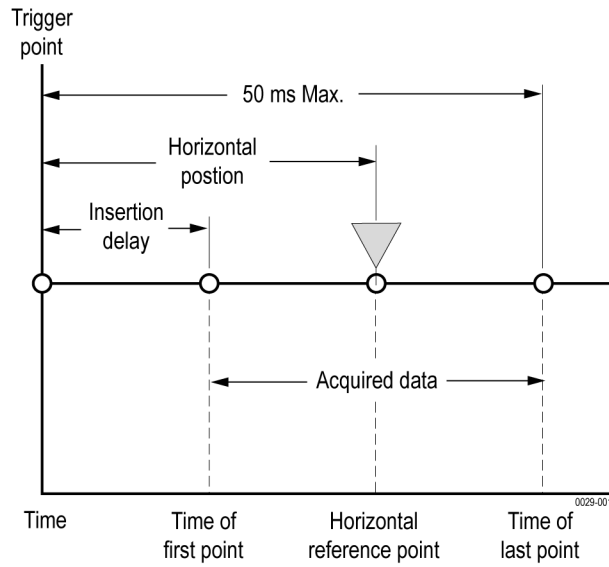 Trigger
point
50 ms Max.
Horizontal
postion
Insertion
delay
Acquired data
0029-001
Time
Time of
first point
Horizontal
reference point
Time of
last point